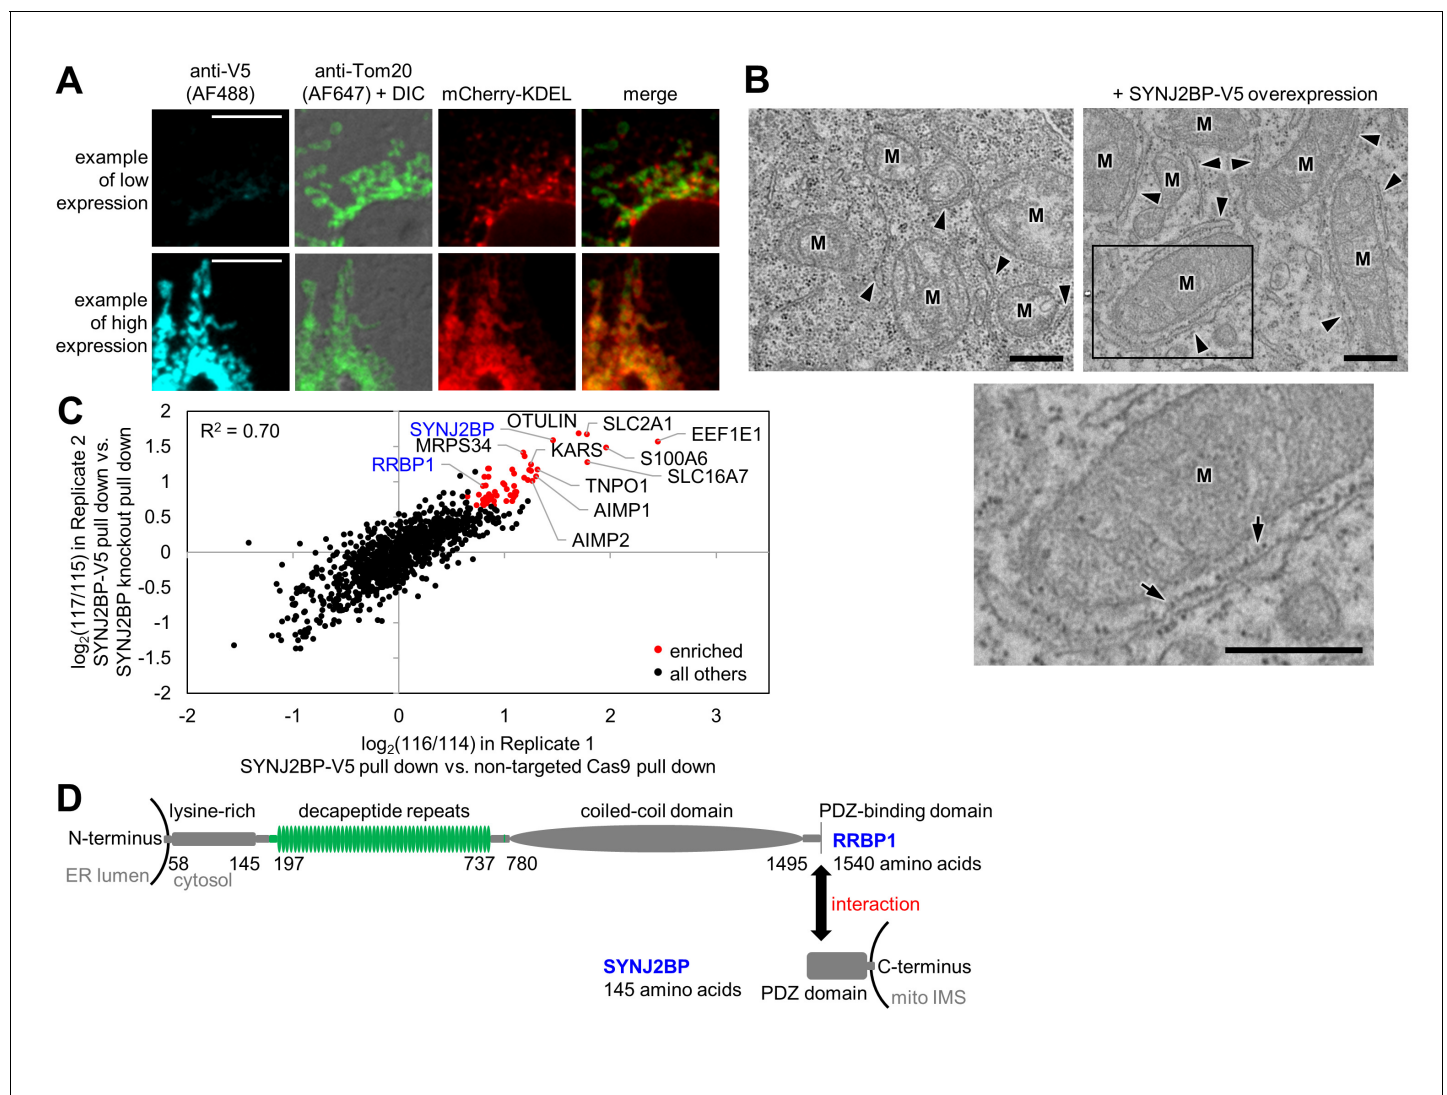 A
anti-V5
(AF488)
anti-Tom20
(AF647) + DIC
mCherry-KDEL
merge
example
of low
expression
example
of high
expression
B
+ SYNJ2BP-V5 overexpression
M
M
M
M
M
M
M
M
M
M
M
M
C
log2(117/115) in Replicate 2
SYNJ2BP-V5 pull down vs.
SYNJ2BP knockout pull down
2
1.5
1
0.5
0
-0.5
-1
-1.5
-2
R² = 0.70
OTULIN
SLC2A1
SYNJ2BP
EEF1E1
MRPS34
KARS
S100A6
RRBP1
SLC16A7
TNPO1
AIMP1
AIMP2
enriched
all others
-2
-1
0
1
2
3
log2(116/114) in Replicate 1
SYNJ2BP-V5 pull down vs. non-targeted Cas9 pull down
D
lysine-rich
decapeptide repeats
coiled-coil domain
PDZ-binding domain
N-terminus
RRBP1
58
145
197
737
780
1495
1540 amino acids
ER lumen
cytosol
interaction
SYNJ2BP
C-terminus
145 amino acids
PDZ domain
mito IMS